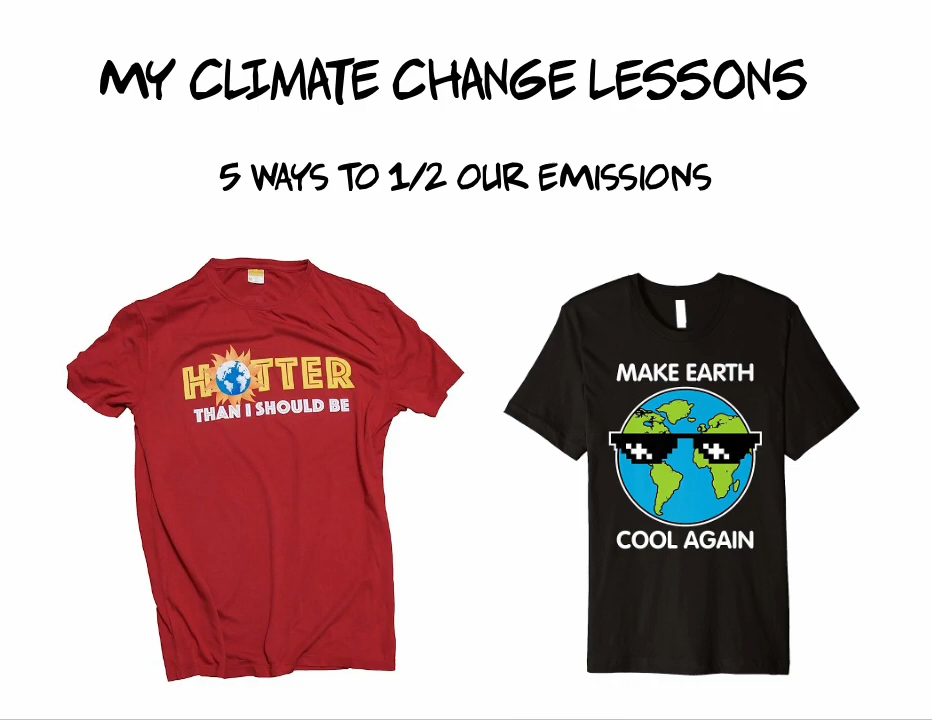 MY CLIMATE CHANGE LESSONS
5 WAYS TO 1/2 OUR EMISSIONS
HOTTER
THAN I SHOULD BE
MAKE EARTH
COOL AGAIN